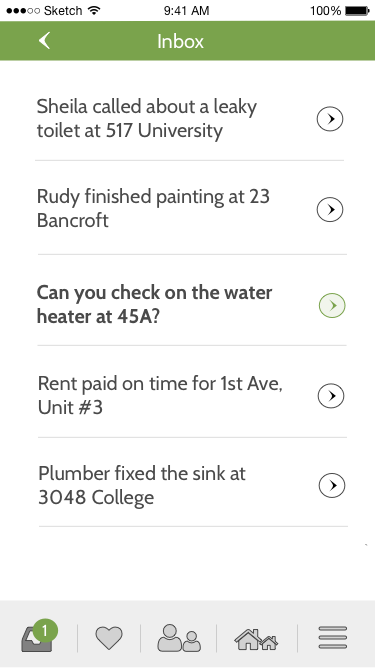 Sketch 9:41 AM 100%
Inbox
Sheila called about a leaky
toilet at 517 University
Rudy finished painting at 23
Bancroft
Can you check on the water
heater at 45A?
Rent paid on time for 1st Ave,
Unit #3
Plumber fixed the sink at
3048 College
1